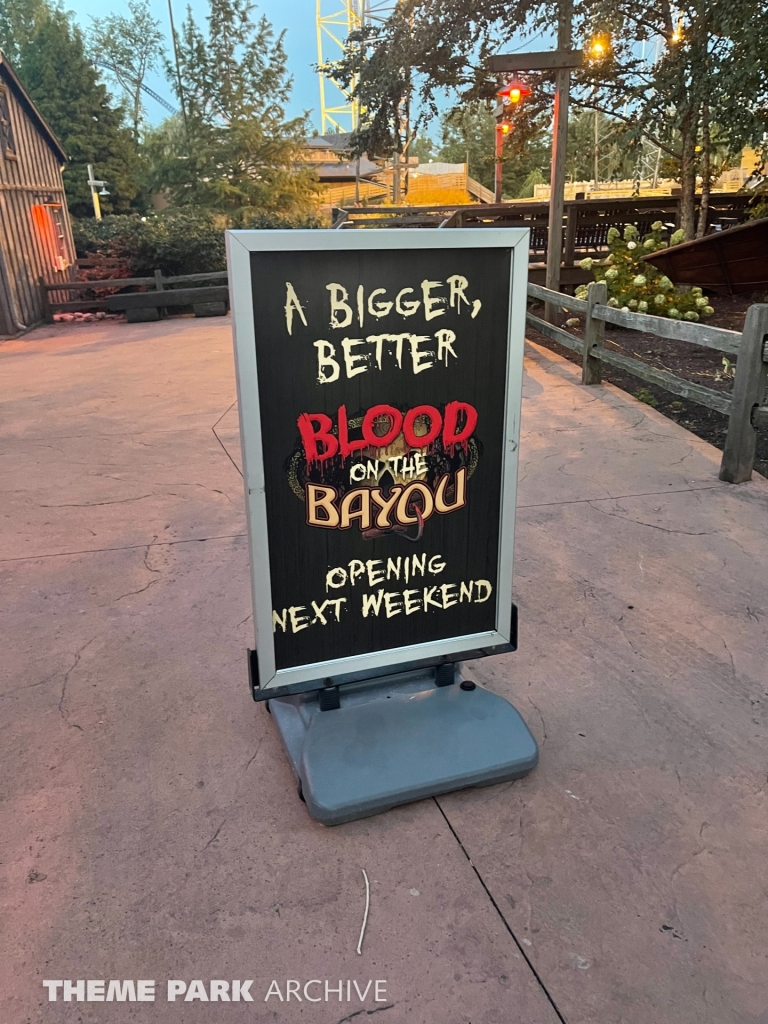 A BIGGER,
BETTER
BLOOD
ON THE
BAYOU
OPENING
NEXT WEEKEND
THEME PARK ARCHIVE